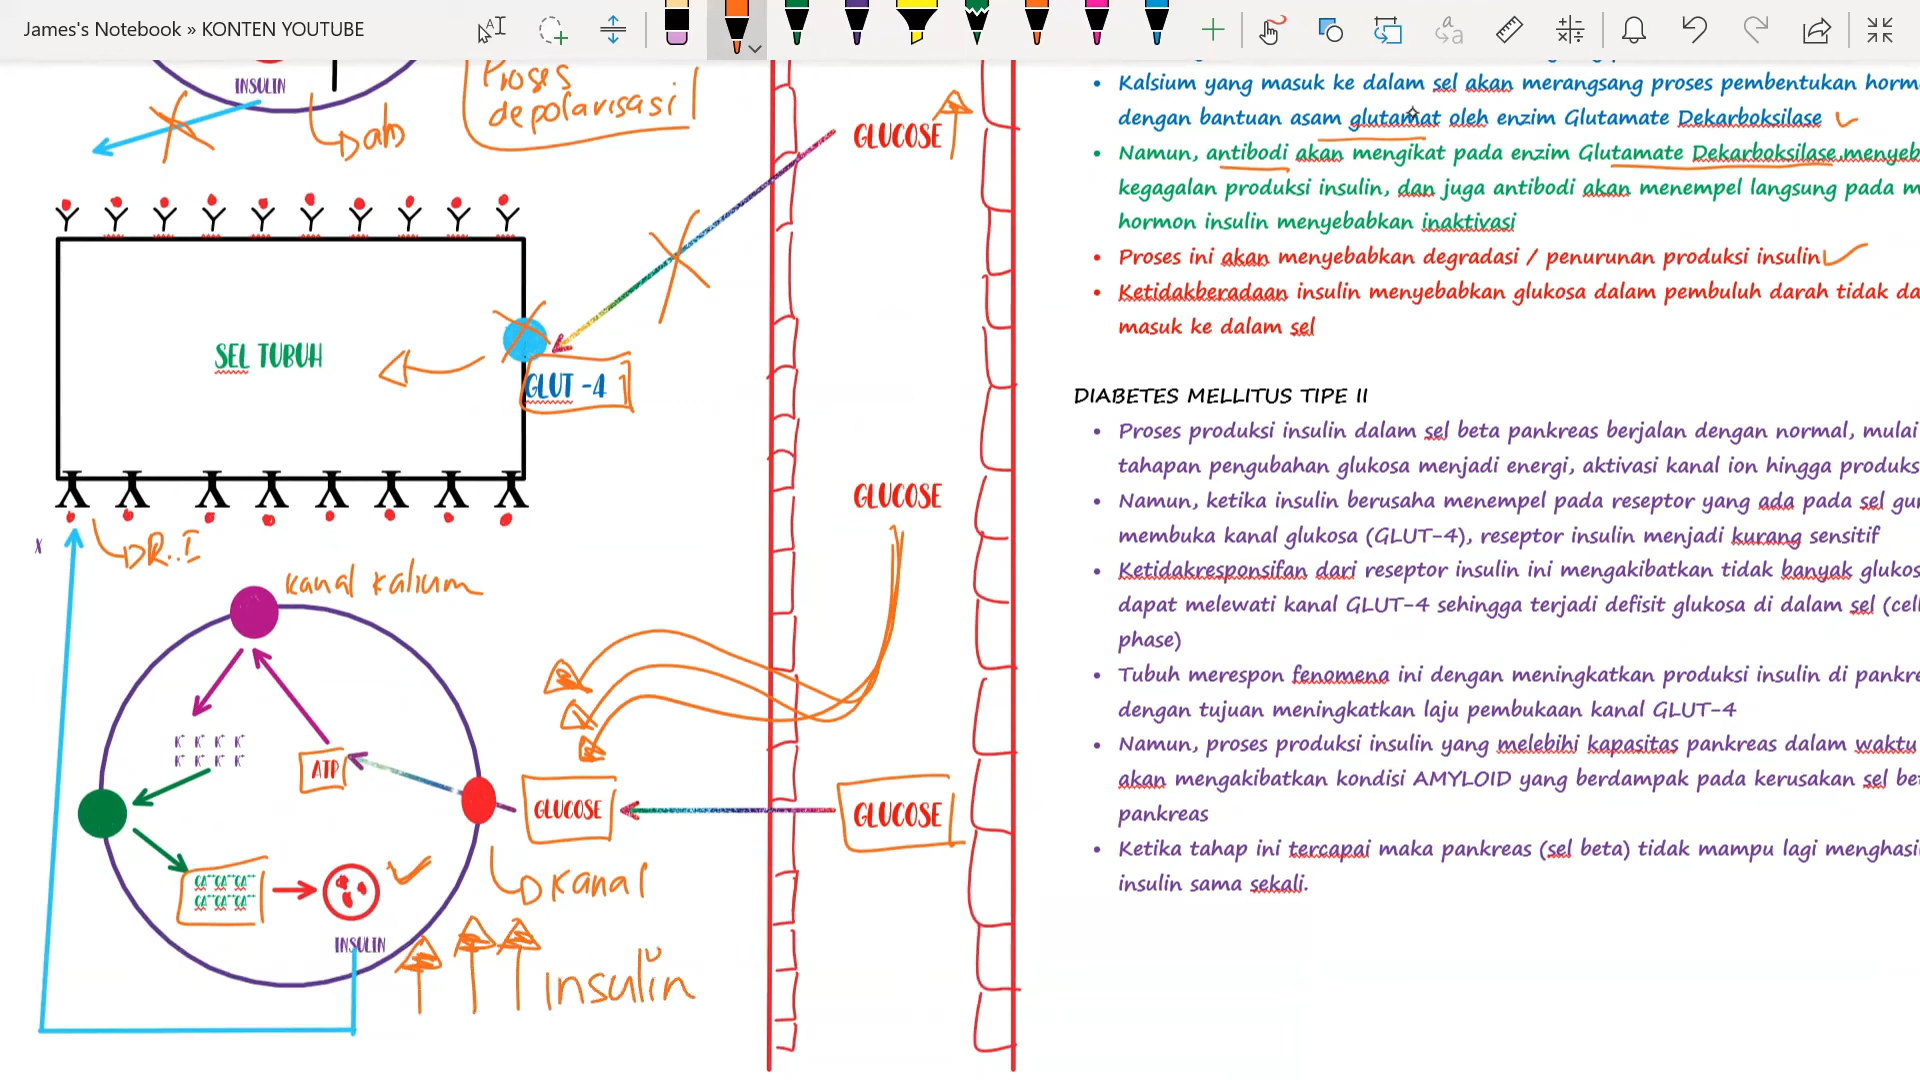 James's Notebook » KONTEN YOUTUBE
INSULIN
Proses
depolarisasi
GLUCOSE
SEL TUBUH
GLUT -4
GLUCOSE
X
DR..I
kanal kalium
K⁺ K⁺ K⁺ K⁺
K⁺ K⁺ K⁺ K⁺
ATP
GLUCOSE
GLUCOSE
CA⁺⁺CA⁺⁺CA⁺⁺
CA⁺⁺CA⁺⁺CA⁺⁺
kanal
INSULIN
insulin
• Kalsium yang masuk ke dalam sel akan merangsang proses pembentukan horm
dengan bantuan asam glutamat oleh enzim Glutamate Dekarboksilase
• Namun, antibodi akan mengikat pada enzim Glutamate Dekarboksilase,menyeb
kegagalan produksi insulin, dan juga antibodi akan menempel langsung pada m
hormon insulin menyebabkan inaktivasi
• Proses ini akan menyebabkan degradasi / penurunan produksi insulin
• Ketidakberadaan insulin menyebabkan glukosa dalam pembuluh darah tidak da
masuk ke dalam sel
DIABETES MELLITUS TIPE II
• Proses produksi insulin dalam sel beta pankreas berjalan dengan normal, mulai
tahapan pengubahan glukosa menjadi energi, aktivasi kanal ion hingga produks
• Namun, ketika insulin berusaha menempel pada reseptor yang ada pada sel gu
membuka kanal glukosa (GLUT-4), reseptor insulin menjadi kurang sensitif
• Ketidakresponsifan dari reseptor insulin ini mengakibatkan tidak banyak glukos
dapat melewati kanal GLUT-4 sehingga terjadi defisit glukosa di dalam sel (cell
phase)
• Tubuh merespon fenomena ini dengan meningkatkan produksi insulin di pankre
dengan tujuan meningkatkan laju pembukaan kanal GLUT-4
• Namun, proses produksi insulin yang melebihi kapasitas pankreas dalam waktu
akan mengakibatkan kondisi AMYLOID yang berdampak pada kerusakan sel be
pankreas
• Ketika tahap ini tercapai maka pankreas (sel beta) tidak mampu lagi menghasi
insulin sama sekali.